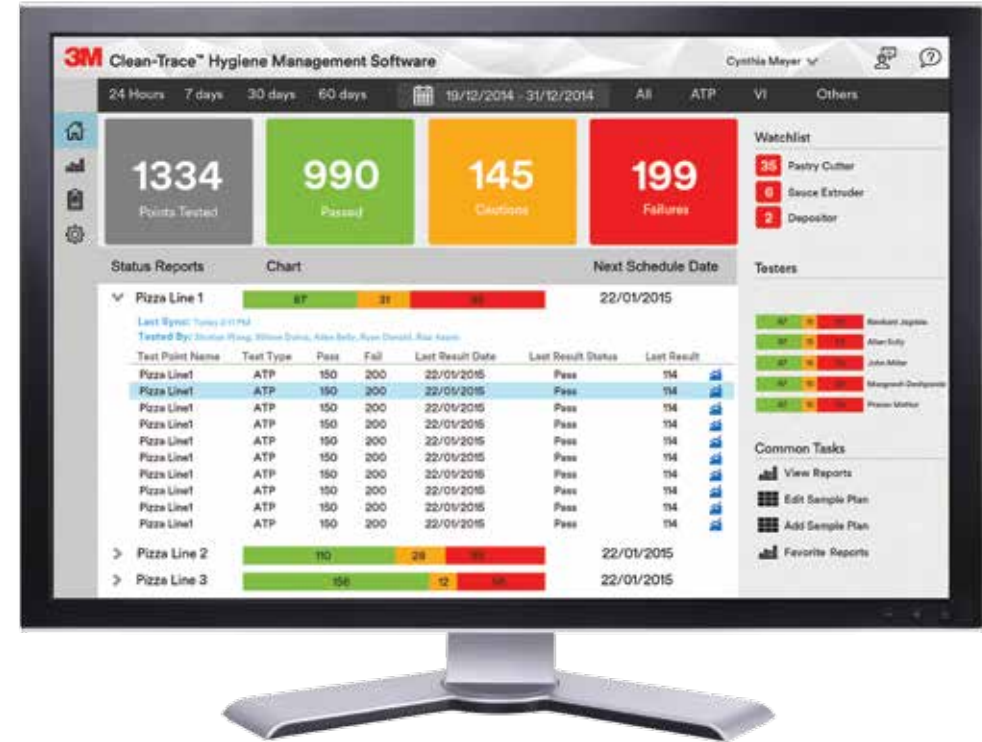 3M Clean-Trace™ Hygiene Management Software Cynthia Meyer
24 Hours 7 days 30 days 60 days 19/12/2014 - 31/12/2014 All ATP VI Others
1334 990 145 199
Points Tested Passed Cautions Failures
Status Reports Chart Next Schedule Date
Pizza Line 1 67 31 22/01/2015
Last Sync: Today
Tested By:
Test Point Name Test Type Pass Fail Last Result Date Last Result Status Last Result
Pizza Line1 ATP 150 200 22/01/2015 Pass 114
Pizza Line1 ATP 150 200 22/01/2015 Pass 114
Pizza Line1 ATP 150 200 22/01/2015 Pass 114
Pizza Line1 ATP 150 200 22/01/2015 Pass 114
Pizza Line1 ATP 150 200 22/01/2015 Pass 114
Pizza Line1 ATP 150 200 22/01/2015 Pass 114
Pizza Line1 ATP 150 200 22/01/2015 Pass 114
Pizza Line1 ATP 150 200 22/01/2015 Pass 114
Pizza Line1 ATP 150 200 22/01/2015 Pass 114
Pizza Line1 ATP 150 200 22/01/2015 Pass 114
Pizza Line 2 110 28 22/01/2015
Pizza Line 3 156 12 22/01/2015
Watchlist
35 Pastry Cutter
6 Sauce Extruder
2 Depositor
Testers
John Miller
Common Tasks
View Reports
Edit Sample Plan
Add Sample Plan
Favorite Reports